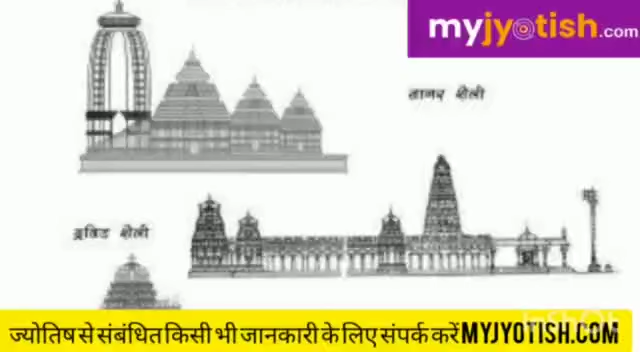 myjyotish.com
नागर शैली
द्रविड शैली
ज्योतिष से संबंधित किसी भी जानकारी के लिए संपर्क करें MYJYOTISH.COM